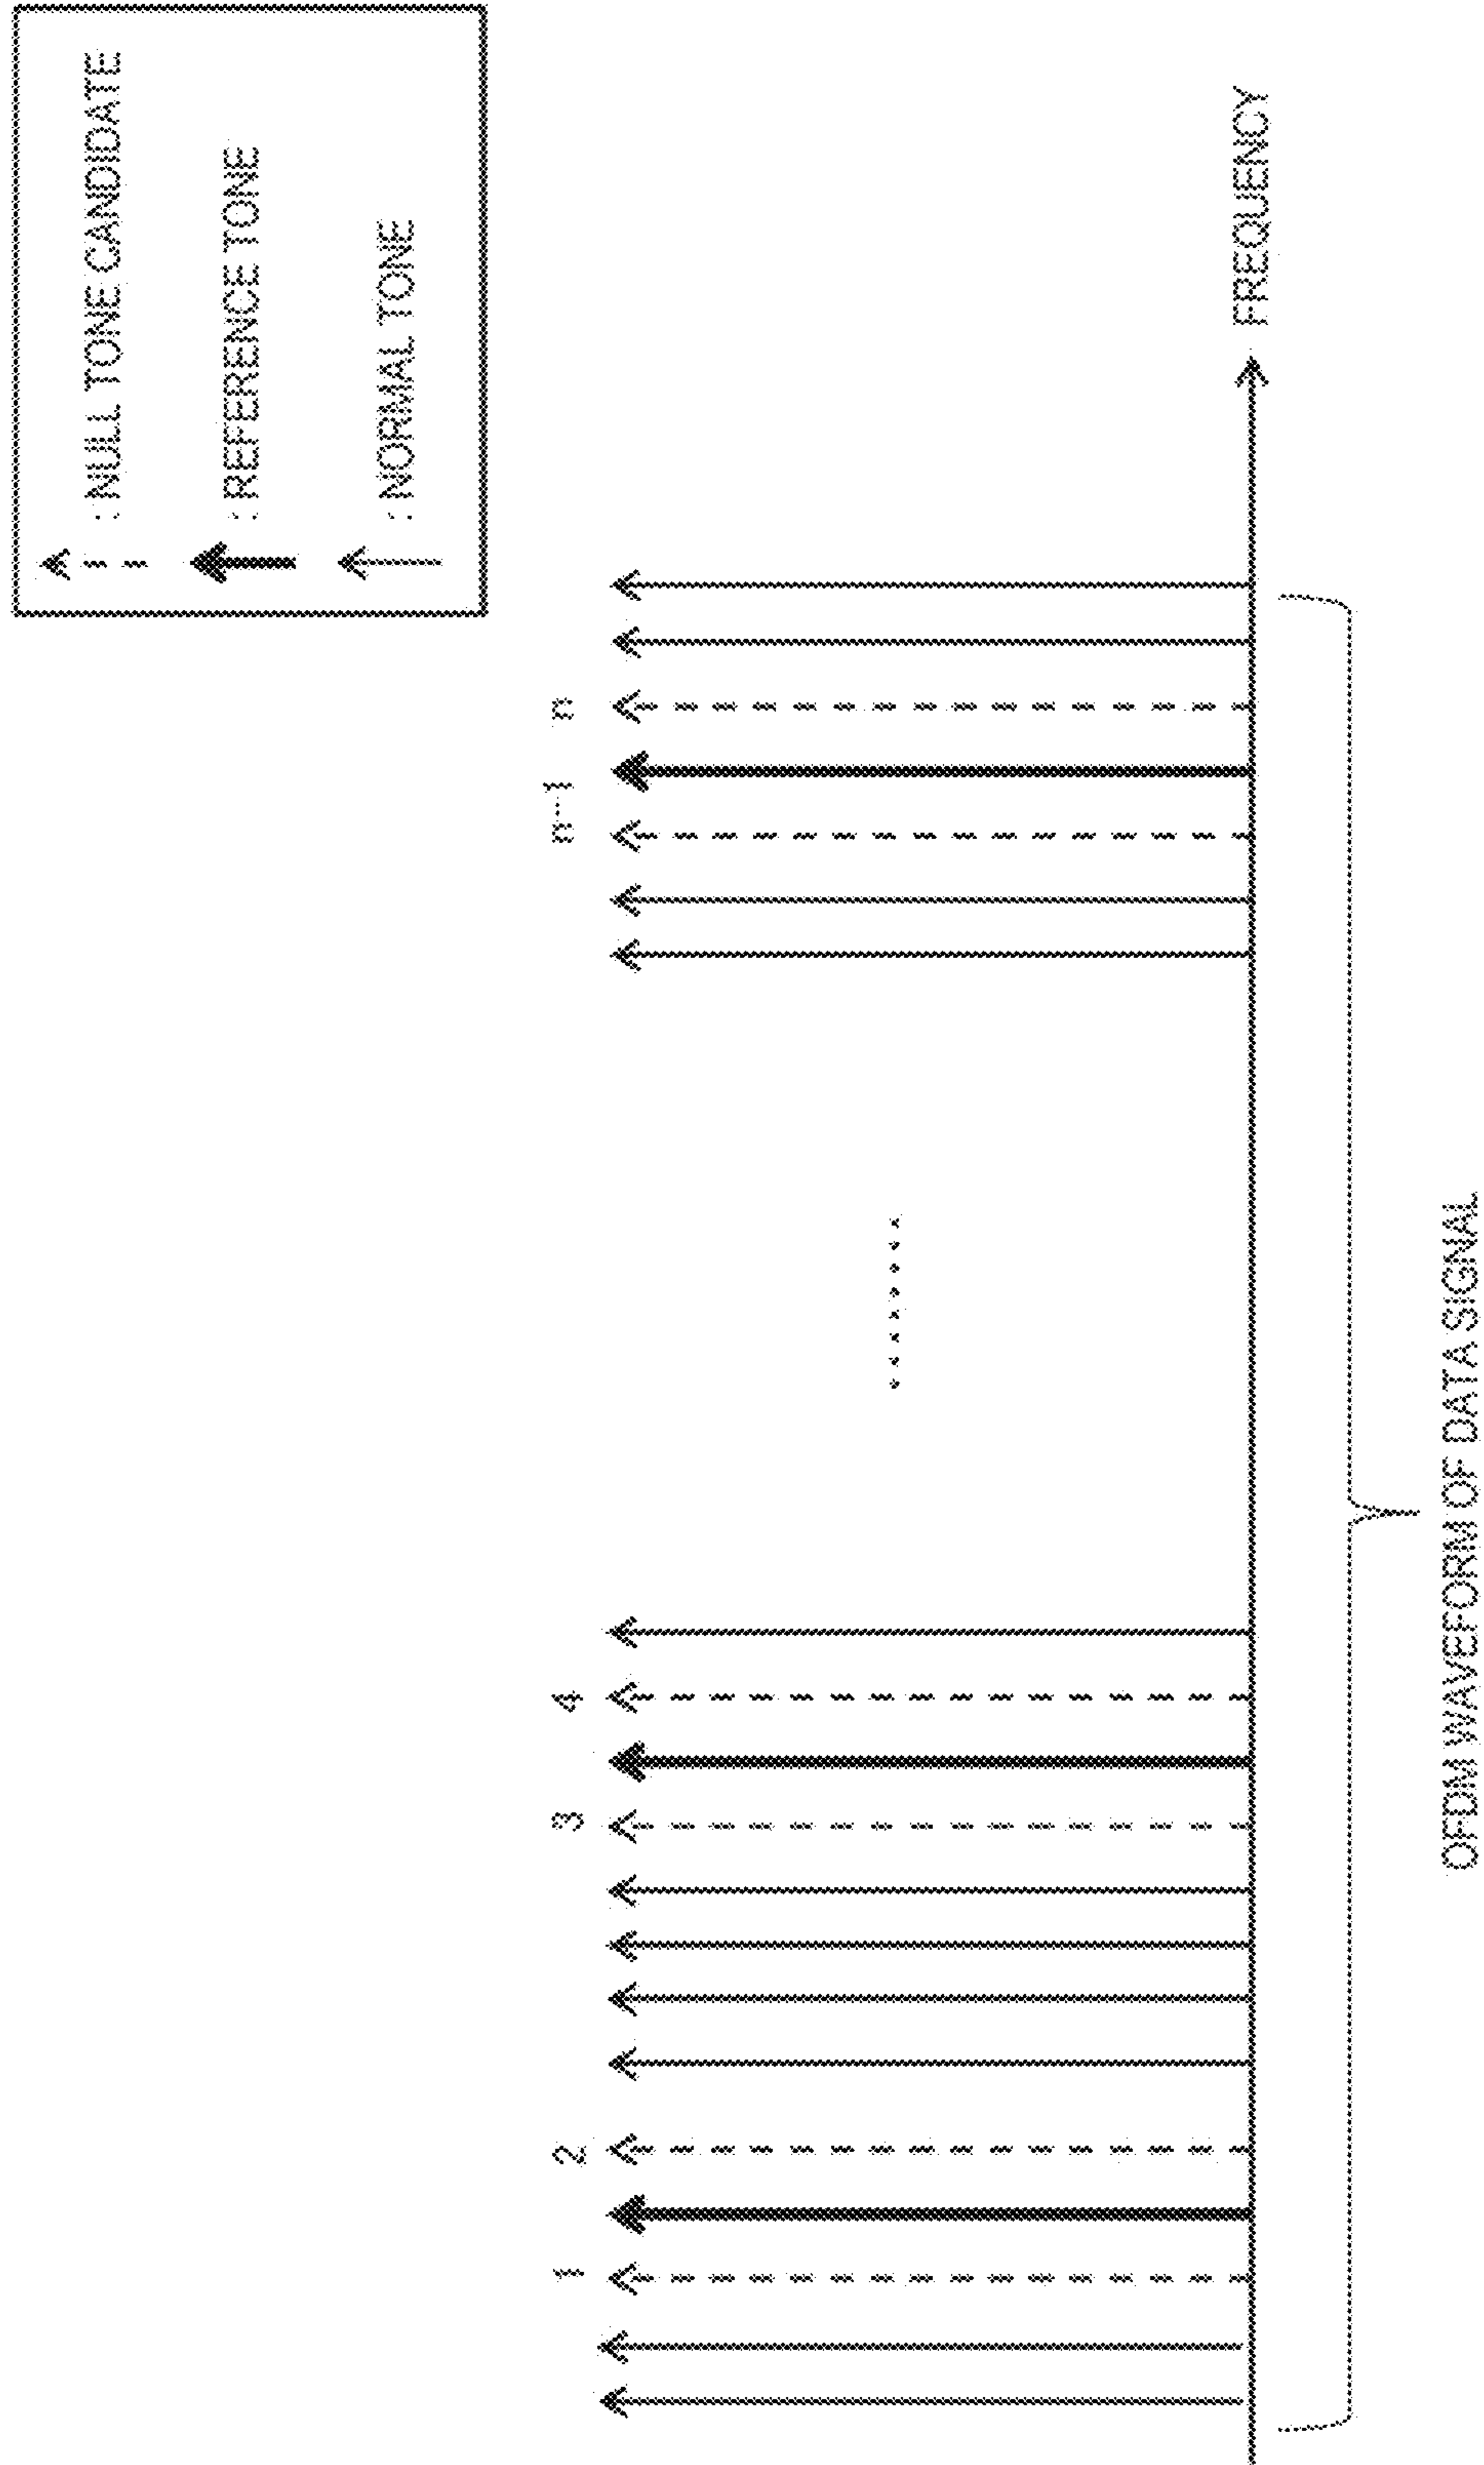 : NULL TONE CANDIDATE
: REFERENCE TONE
: NORMAL TONE
1 2 3 4 n-1 n
FREQUENCY
OFDM WAVEFORM OF DATA SIGNAL